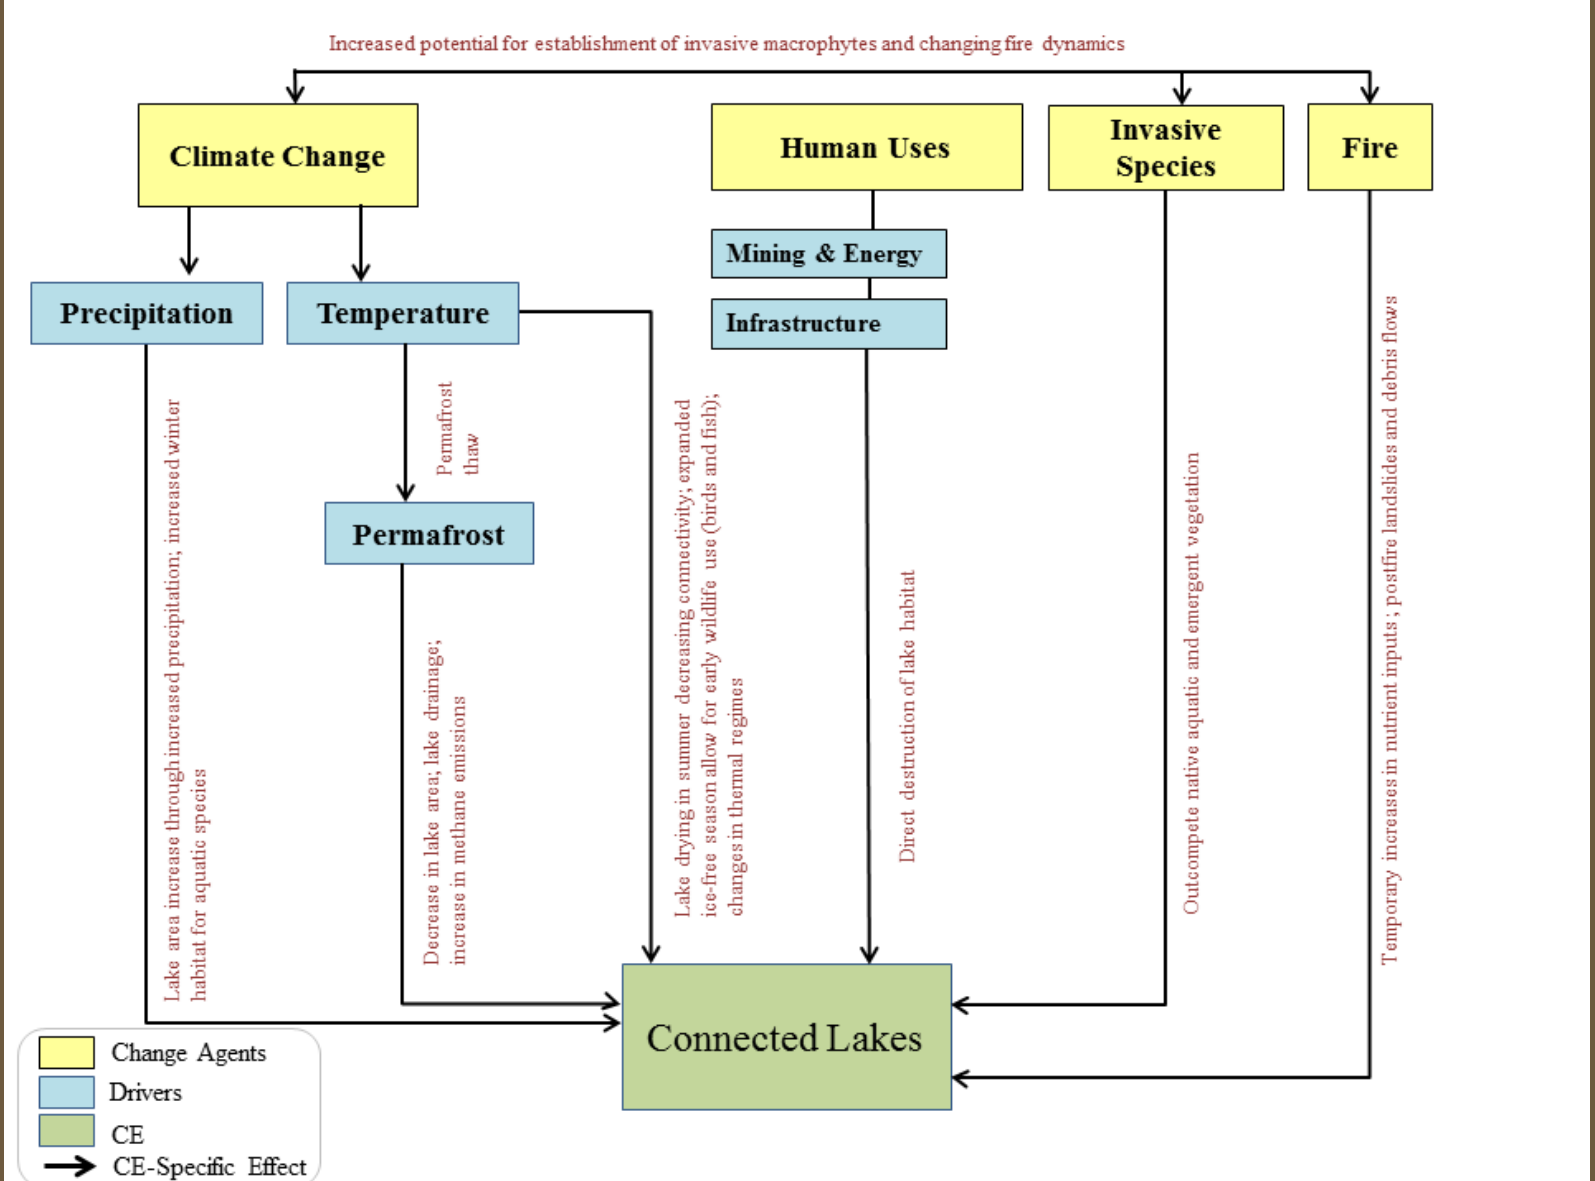 Increased potential for establishment of invasive macrophytes and changing fire dynamics
Climate Change
Human Uses
Invasive
Species
Fire
Mining & Energy
Infrastructure
Precipitation
Temperature
Permafrost
thaw
Permafrost
Lake area increase through increased precipitation; increased winter
habitat for aquatic species
Decrease in lake area; lake drainage;
increase in methane emissions
Lake drying in summer decreasing connectivity; expanded
ice-free season allow for early wildlife use (birds and fish);
changes in thermal regimes
Direct destruction of lake habitat
Outcompete native aquatic and emergent vegetation
Temporary increases in nutrient inputs ; postfire landslides and debris flows
Connected Lakes
Change Agents
Drivers
CE
CE-Specific Effect